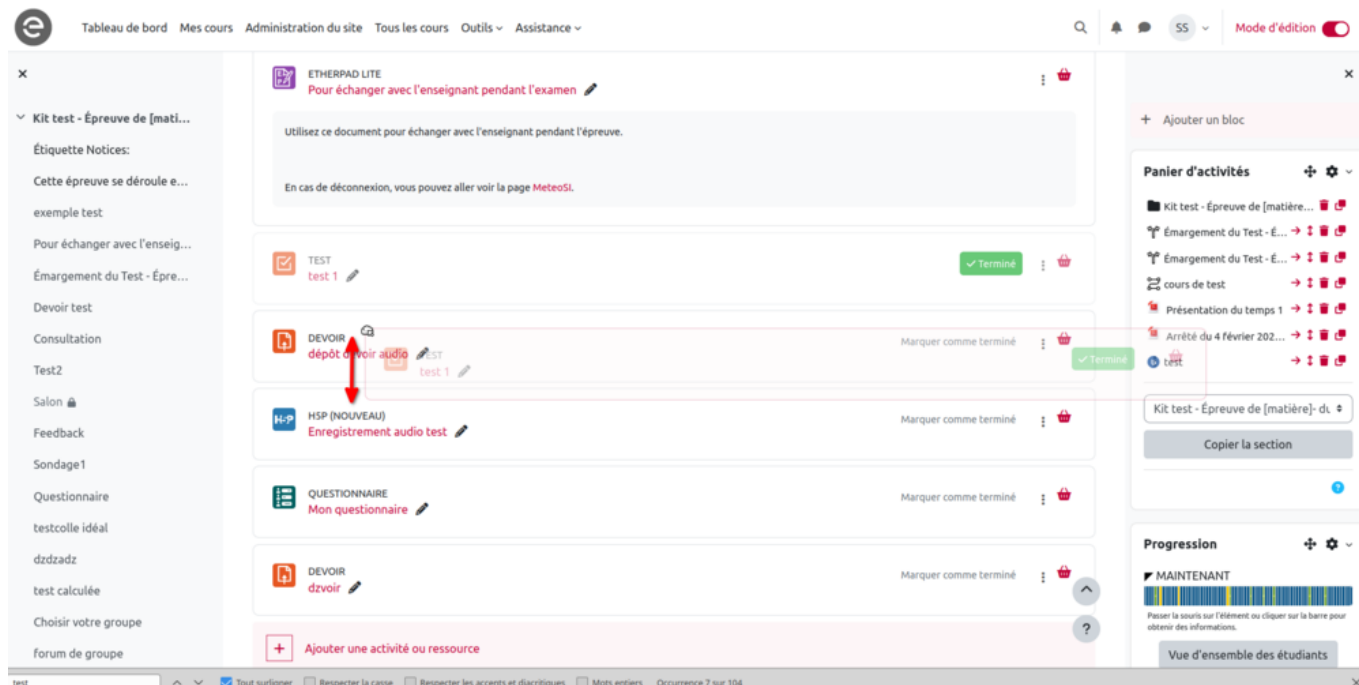 Tableau de bord Mes cours Administration du site Tous les cours Outils Assistance
SS Mode d'édition
Kit test - Épreuve de [mati...
Étiquette Notices:
Cette épreuve se déroule e...
exemple test
Pour échanger avec l'enseig...
Émargement du Test - Épre...
Devoir test
Consultation
Test2
Salon
Feedback
Sondage1
Questionnaire
testcolle idéal
dzdzadz
test calculée
Choisir votre groupe
forum de groupe
ETHERPAD LITE
Pour échanger avec l'enseignant pendant l'examen
Utilisez ce document pour échanger avec l'enseignant pendant l'épreuve.
En cas de déconnexion, vous pouvez aller voir la page MeteoSI.
TEST
test 1
Terminé
DEVOIR
dépôt devoir audio
Marquer comme terminé
TEST
test 1
Terminé
H5P
H5P (NOUVEAU)
Enregistrement audio test
Marquer comme terminé
QUESTIONNAIRE
Mon questionnaire
Marquer comme terminé
DEVOIR
dzvoir
Marquer comme terminé
+ Ajouter une activité ou ressource
?
+ Ajouter un bloc
Panier d'activités
Kit test - Épreuve de [matière...
Émargement du Test - É...
Émargement du Test - É...
cours de test
Présentation du temps 1
Arrêté du 4 février 202...
test
Kit test - Épreuve de [matière]- du
Copier la section
?
Progression
MAINTENANT
Passer la souris sur l'élément ou cliquer sur la barre pour
obtenir des informations.
Vue d'ensemble des étudiants
test Tout surligner Respecter la casse Respecter les accents et diacritiques Mots entiers Occurrence 2 sur 104